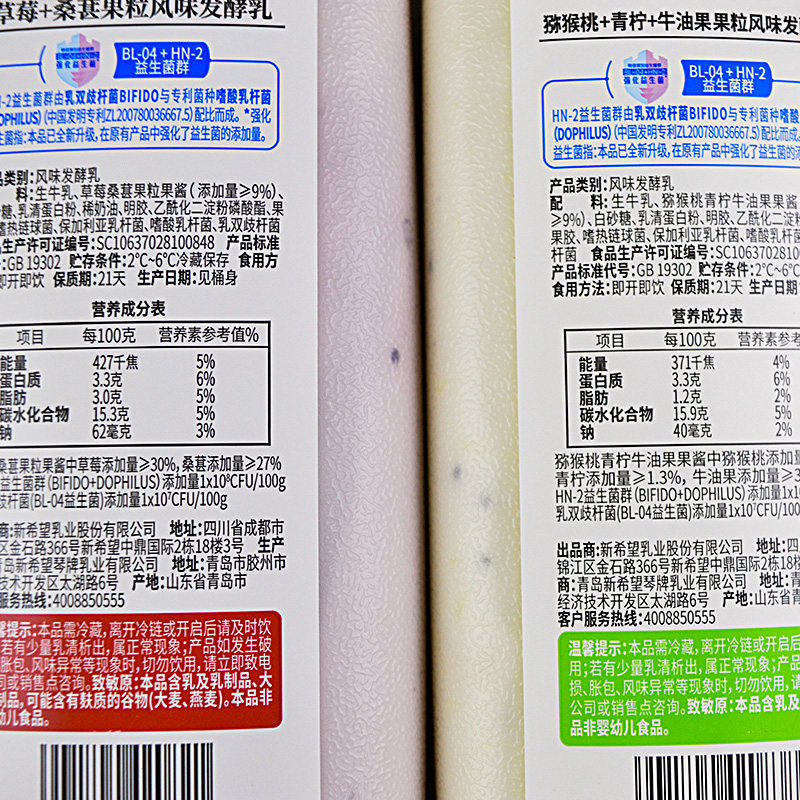 草莓+桑葚果粒风味发酵乳
强化益生菌
BL-04 + HN-2
益生菌群
N-2益生菌群由乳双歧杆菌BIFIDO与专利菌种嗜酸乳杆菌
DOPHILUS) (中国发明专利ZL200780036667.5) 配比而成。*强化
益生菌指:本品已全新升级,在原有产品中强化了益生菌的添加量。
品类别:风味发酵乳
料:生牛乳、草莓桑葚果粒果酱(添加量≥9%)、
糖、乳清蛋白粉、稀奶油、明胶、乙酰化二淀粉磷酸酯、果
嗜热链球菌、保加利亚乳杆菌、嗜酸乳杆菌、乳双歧杆菌
品生产许可证编号:SC10637028100848 产品标准
号:GB 19302 贮存条件:2℃~6℃冷藏保存 食用方
即开即饮 保质期:21天 生产日期:见桶身
营养成分表
项目 每100克 营养素参考值%
能量 427千焦 5%
蛋白质 3.3克 6%
脂肪 3.0克 5%
碳水化合物 15.3克 5%
钠 62毫克 3%
桑葚果粒果酱中草莓添加量≥30%,桑葚添加量≥27%
益生菌群(BIFIDO+DOPHILUS)添加量1x10⁸CFU/100g
歧杆菌(BL-04益生菌)添加量1x10⁷CFU/100g
商:新希望乳业股份有限公司 地址:四川省成都市
区金石路366号新希望中鼎国际2栋18楼3号 生产
青岛新希望琴牌乳业有限公司 地址:青岛市胶州市
技术开发区太湖路6号 产地:山东省青岛市
服务热线:4008850555
馨提示:本品需冷藏,离开冷链或开启后请及时饮
若有少量乳清析出,属正常现象;产品如发生破
胀包、风味异常等现象时,切勿饮用,请立即致电
司或销售点咨询。致敏原:本品含乳及乳制品、大
制品,可能含有麸质的谷物(大麦、燕麦)。本品非
幼儿食品。
猕猴桃+青柠+牛油果果粒风味发
强化益生菌
BL-04 + HN-2
益生菌群
HN-2益生菌群由乳双歧杆菌BIFIDO与专利菌种嗜酸
(DOPHILUS) (中国发明专利ZL200780036667.5) 配比而
益生菌指:本品已全新升级,在原有产品中强化了益生菌的添
产品类别:风味发酵乳
配 料:生牛乳、猕猴桃青柠牛油果果酱
≥9%)、白砂糖、乳清蛋白粉、明胶、乙酰化二淀
果胶、嗜热链球菌、保加利亚乳杆菌、嗜酸乳杆
杆菌 食品生产许可证编号:SC106370281008
产品标准代号:GB 19302 贮存条件:2℃~6℃
食用方法:即开即饮 保质期:21天 生产日期:
营养成分表
项目 每100克 营养素参考
能量 371千焦 4%
蛋白质 3.3克 6%
脂肪 1.2克 2%
碳水化合物 15.9克 5%
钠 40毫克 2%
猕猴桃青柠牛油果果酱中猕猴桃添加量
青柠添加量≥1.3%,牛油果添加量≥3
HN-2益生菌群(BIFIDO+DOPHILUS)添加量1x10
乳双歧杆菌(BL-04益生菌)添加量1x10⁷CFU/100
出品商:新希望乳业股份有限公司 地址:四
锦江区金石路366号新希望中鼎国际2栋18楼
商:青岛新希望琴牌乳业有限公司 地址:青
经济技术开发区太湖路6号 产地:山东省青
客户服务热线:4008850555
温馨提示:本品需冷藏,离开冷链或开启后
用;若有少量乳清析出,属正常现象;产品
损、胀包、风味异常等现象时,切勿饮用,请
公司或销售点咨询。致敏原:本品含乳及
品非婴幼儿食品。